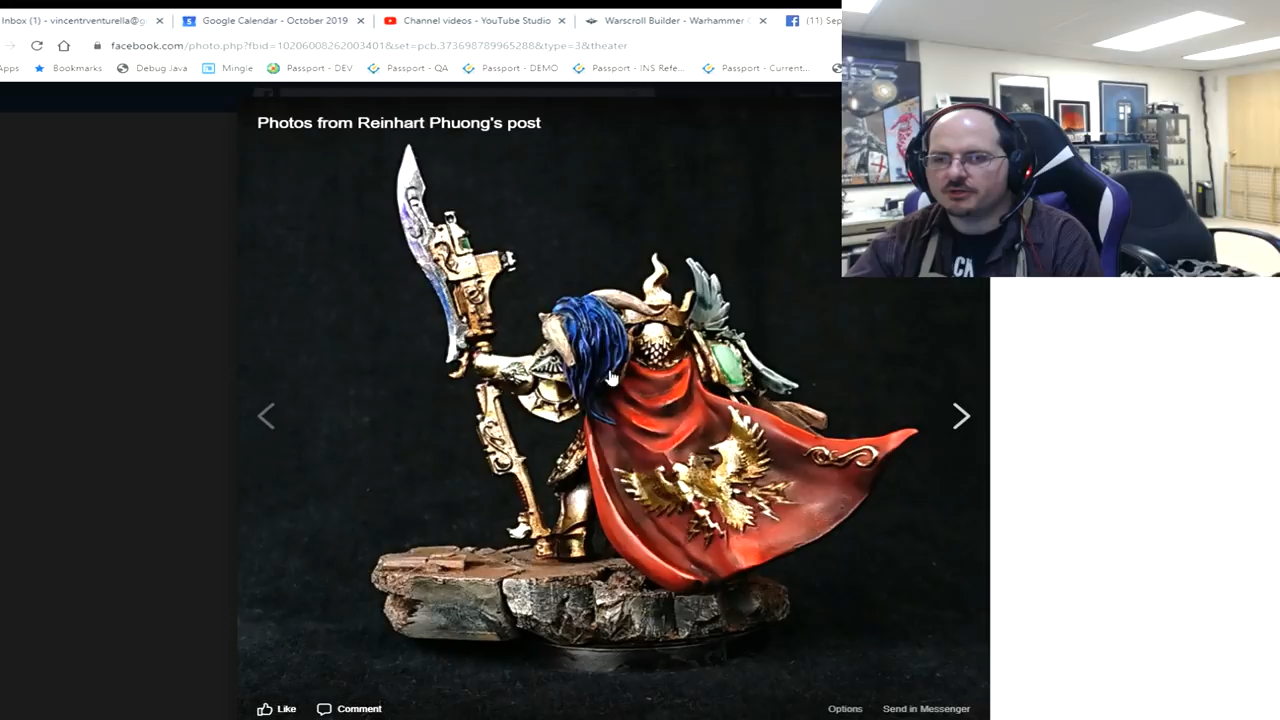 Inbox (1) - vincentrventurella@g
Google Calendar - October 2019
Channel videos - YouTube Studio
Warscroll Builder - Warhammer
(11) Sep
facebook.com/photo.php?fbid=10206008262003401&set=pcb.373698789965288&type=3&theater
Apps
Bookmarks
Debug Java
Mingle
Passport - DEV
Passport - QA
Passport - DEMO
Passport - INS Refe...
Passport - Current...
Photos from Reinhart Phuong's post
Like
Comment
Options
Send in Messenger